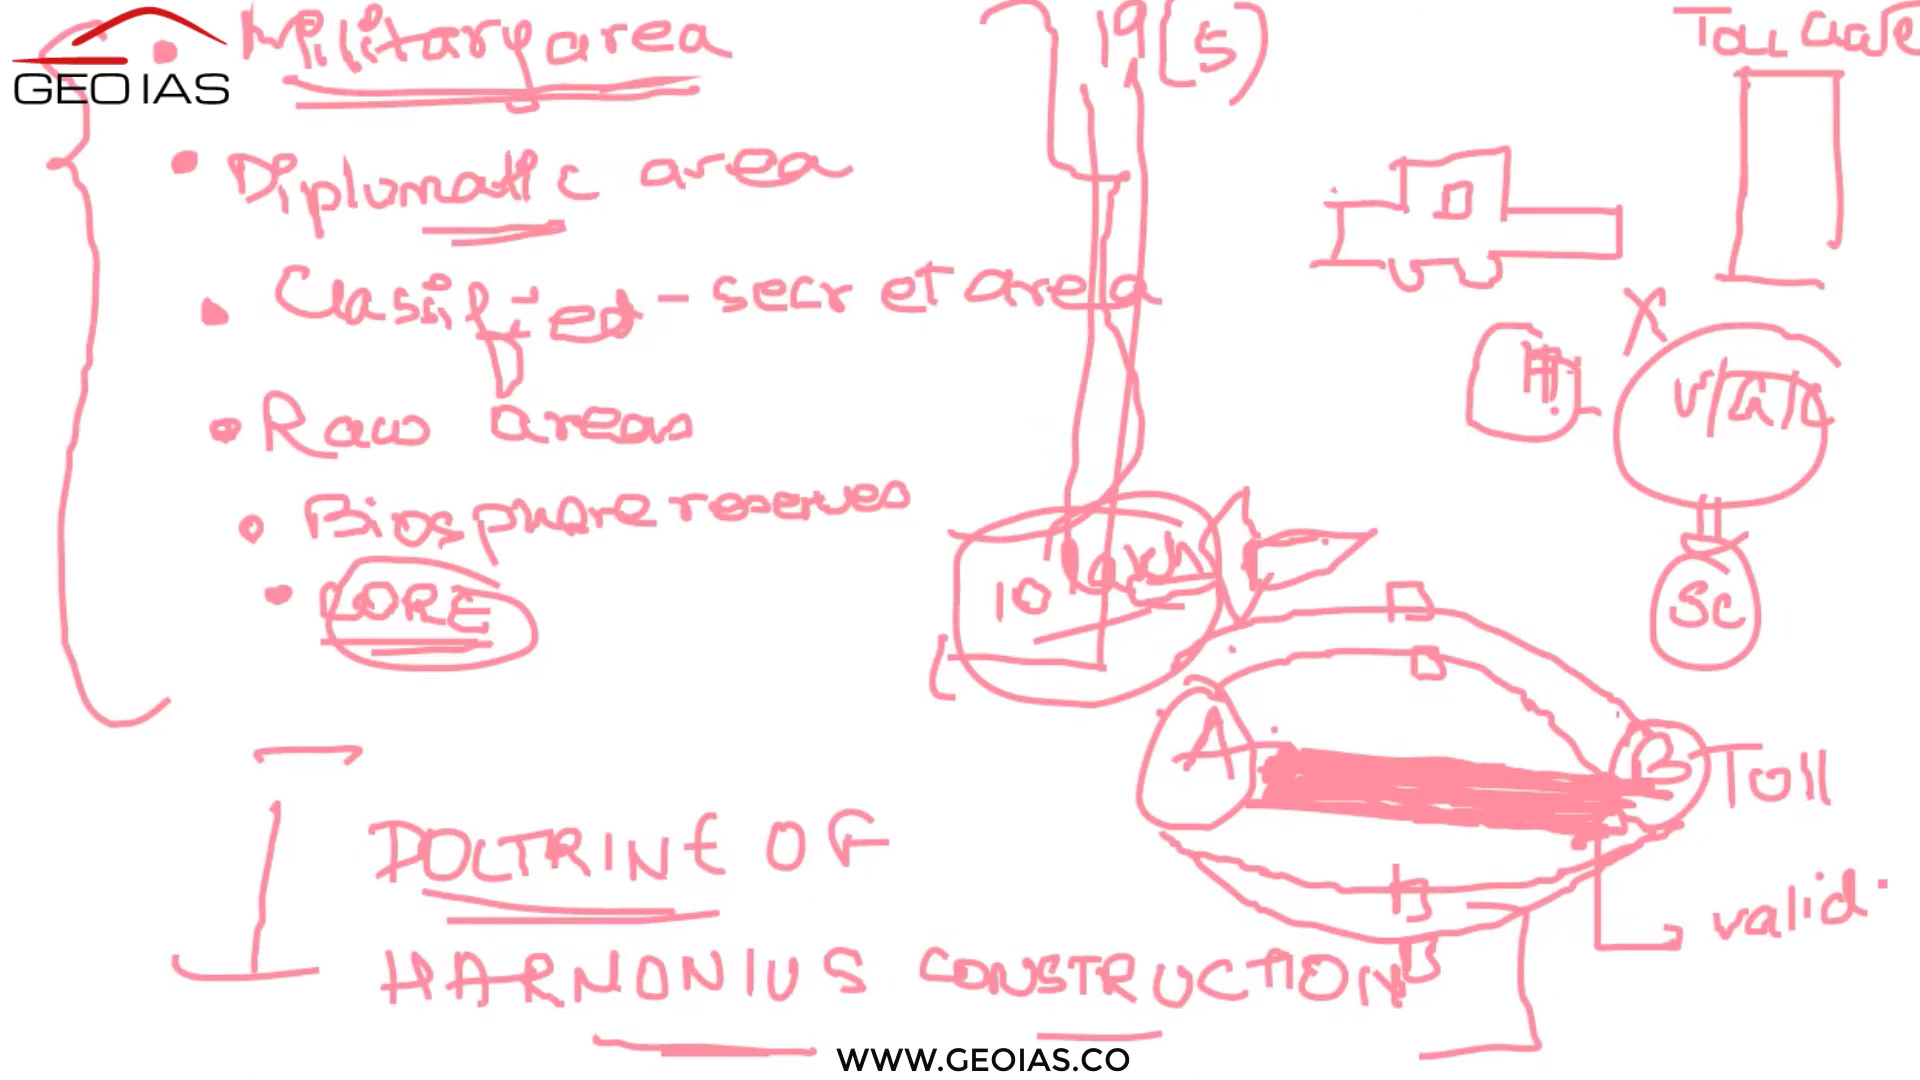 GEO IAS
Military area
19(5)
Diplomatic area
D
Classified - secret area
Raw areas
Biosphere reserves
CORE
10 lakh
SC
A
B
Toll
valid
DOCTRINE OF
HARMONIUS CONSTRUCTION
WWW.GEOIAS.CO